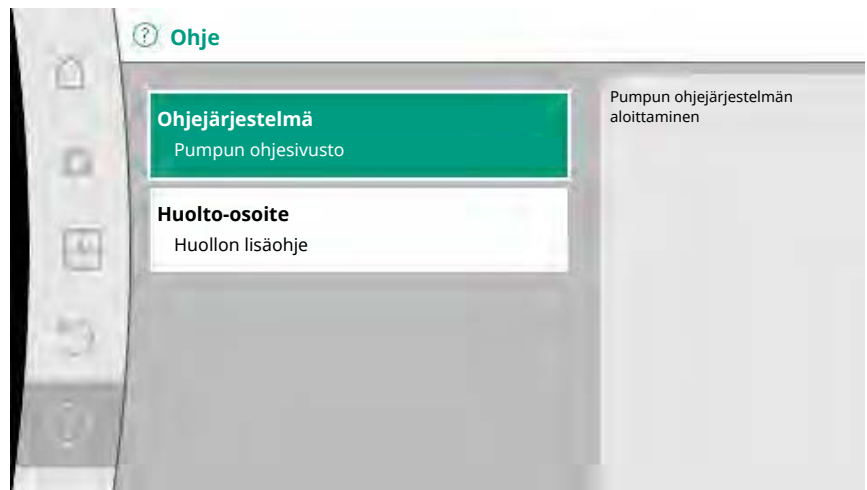 Ohje
Ohjejärjestelmä
Pumpun ohjesivusto
Huolto-osoite
Huollon lisäohje
Pumpun ohjejärjestelmän
aloittaminen